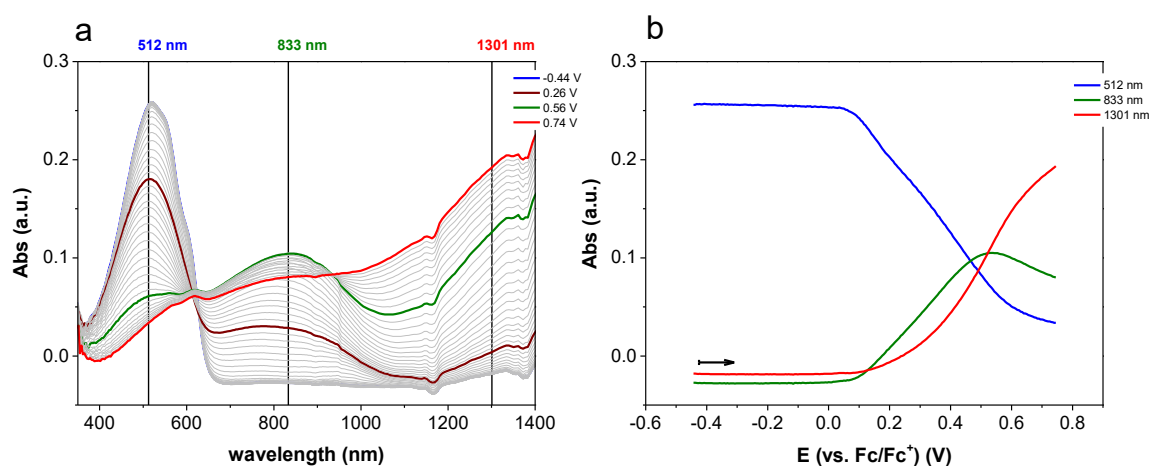 a
512 nm 833 nm 1301 nm
0.3
0.2
0.1
0.0
Abs (a.u.)
-0.44 V
0.26 V
0.56 V
0.74 V
400 600 800 1000 1200 1400
wavelength (nm)
b
0.3
0.2
0.1
0.0
Abs (a.u.)
512 nm
833 nm
1301 nm
-0.6 -0.4 -0.2 0.0 0.2 0.4 0.6 0.8
E (vs. Fc/Fc⁺) (V)